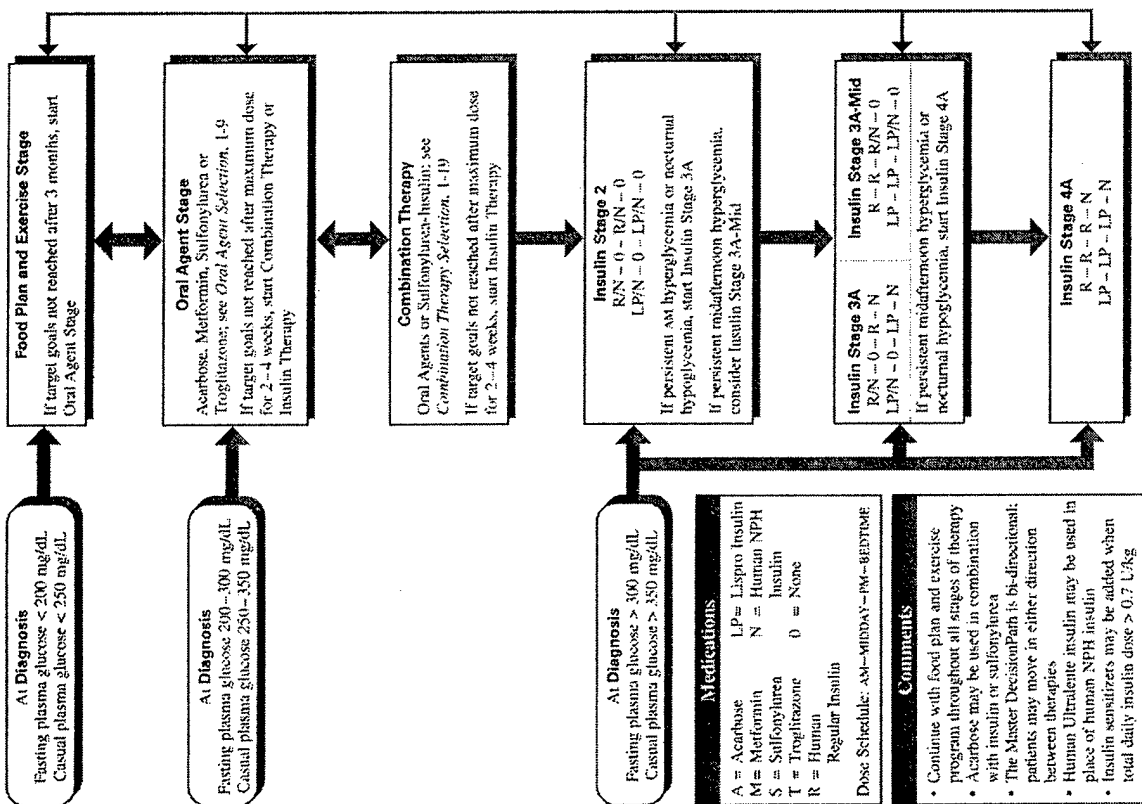 At Diagnosis
Fasting plasma glucose < 200 mg/dL
Casual plasma glucose < 250 mg/dL
Food Plan and Exercise Stage
If target goals not reached after 3 months, start
Oral Agent Stage
At Diagnosis
Fasting plasma glucose 200–300 mg/dL
Casual plasma glucose 250–350 mg/dL
Oral Agent Stage
Acarbose, Metformin, Sulfonylurea or
Troglitazone; see Oral Agent Selection, 1-9
If target goals not reached after maximum dose
for 2–4 weeks, start Combination Therapy or
Insulin Therapy
Combination Therapy
Oral Agents or Sulfonylurea-Insulin; see
Combination Therapy Selection, 1-19
If target goals not reached after maximum dose
for 2–4 weeks, start Insulin Therapy
At Diagnosis
Fasting plasma glucose > 300 mg/dL
Casual plasma glucose > 350 mg/dL
Insulin Stage 2
R/N – 0 – R/N – 0
LP/N – 0 – LP/N – 0
If persistent AM hyperglycemia or nocturnal
hypoglycemia, start Insulin Stage 3A
If persistent midafternoon hyperglycemia,
consider Insulin Stage 3A-Mid
Insulin Stage 3A
R/N – 0 – R – N
LP/N – 0 – LP – N
Insulin Stage 3A-Mid
R – R – R/N – 0
LP – LP – LP/N – 0
If persistent midafternoon hyperglycemia or
nocturnal hypoglycemia, start Insulin Stage 4A
Insulin Stage 4A
R – R – R – N
LP – LP – LP – N
Medications
A = Acarbose
M = Metformin
S = Sulfonylurea
T = Troglitazone
R = Human
Regular Insulin
LP = Lispro Insulin
N = Human NPH
Insulin
0 = None
Dose Schedule: AM–MIDDAY–PM–BEDTIME
Comments
• Continue with food plan and exercise
program throughout all stages of therapy
• Acarbose may be used in combination
with insulin or sulfonylurea
• The Master DecisionPath is bi-directional:
patients may move in either direction
between therapies
• Human Ultralente insulin may be used in
place of human NPH insulin
• Insulin sensitizers may be added when
total daily insulin dose > 0.7 U/kg